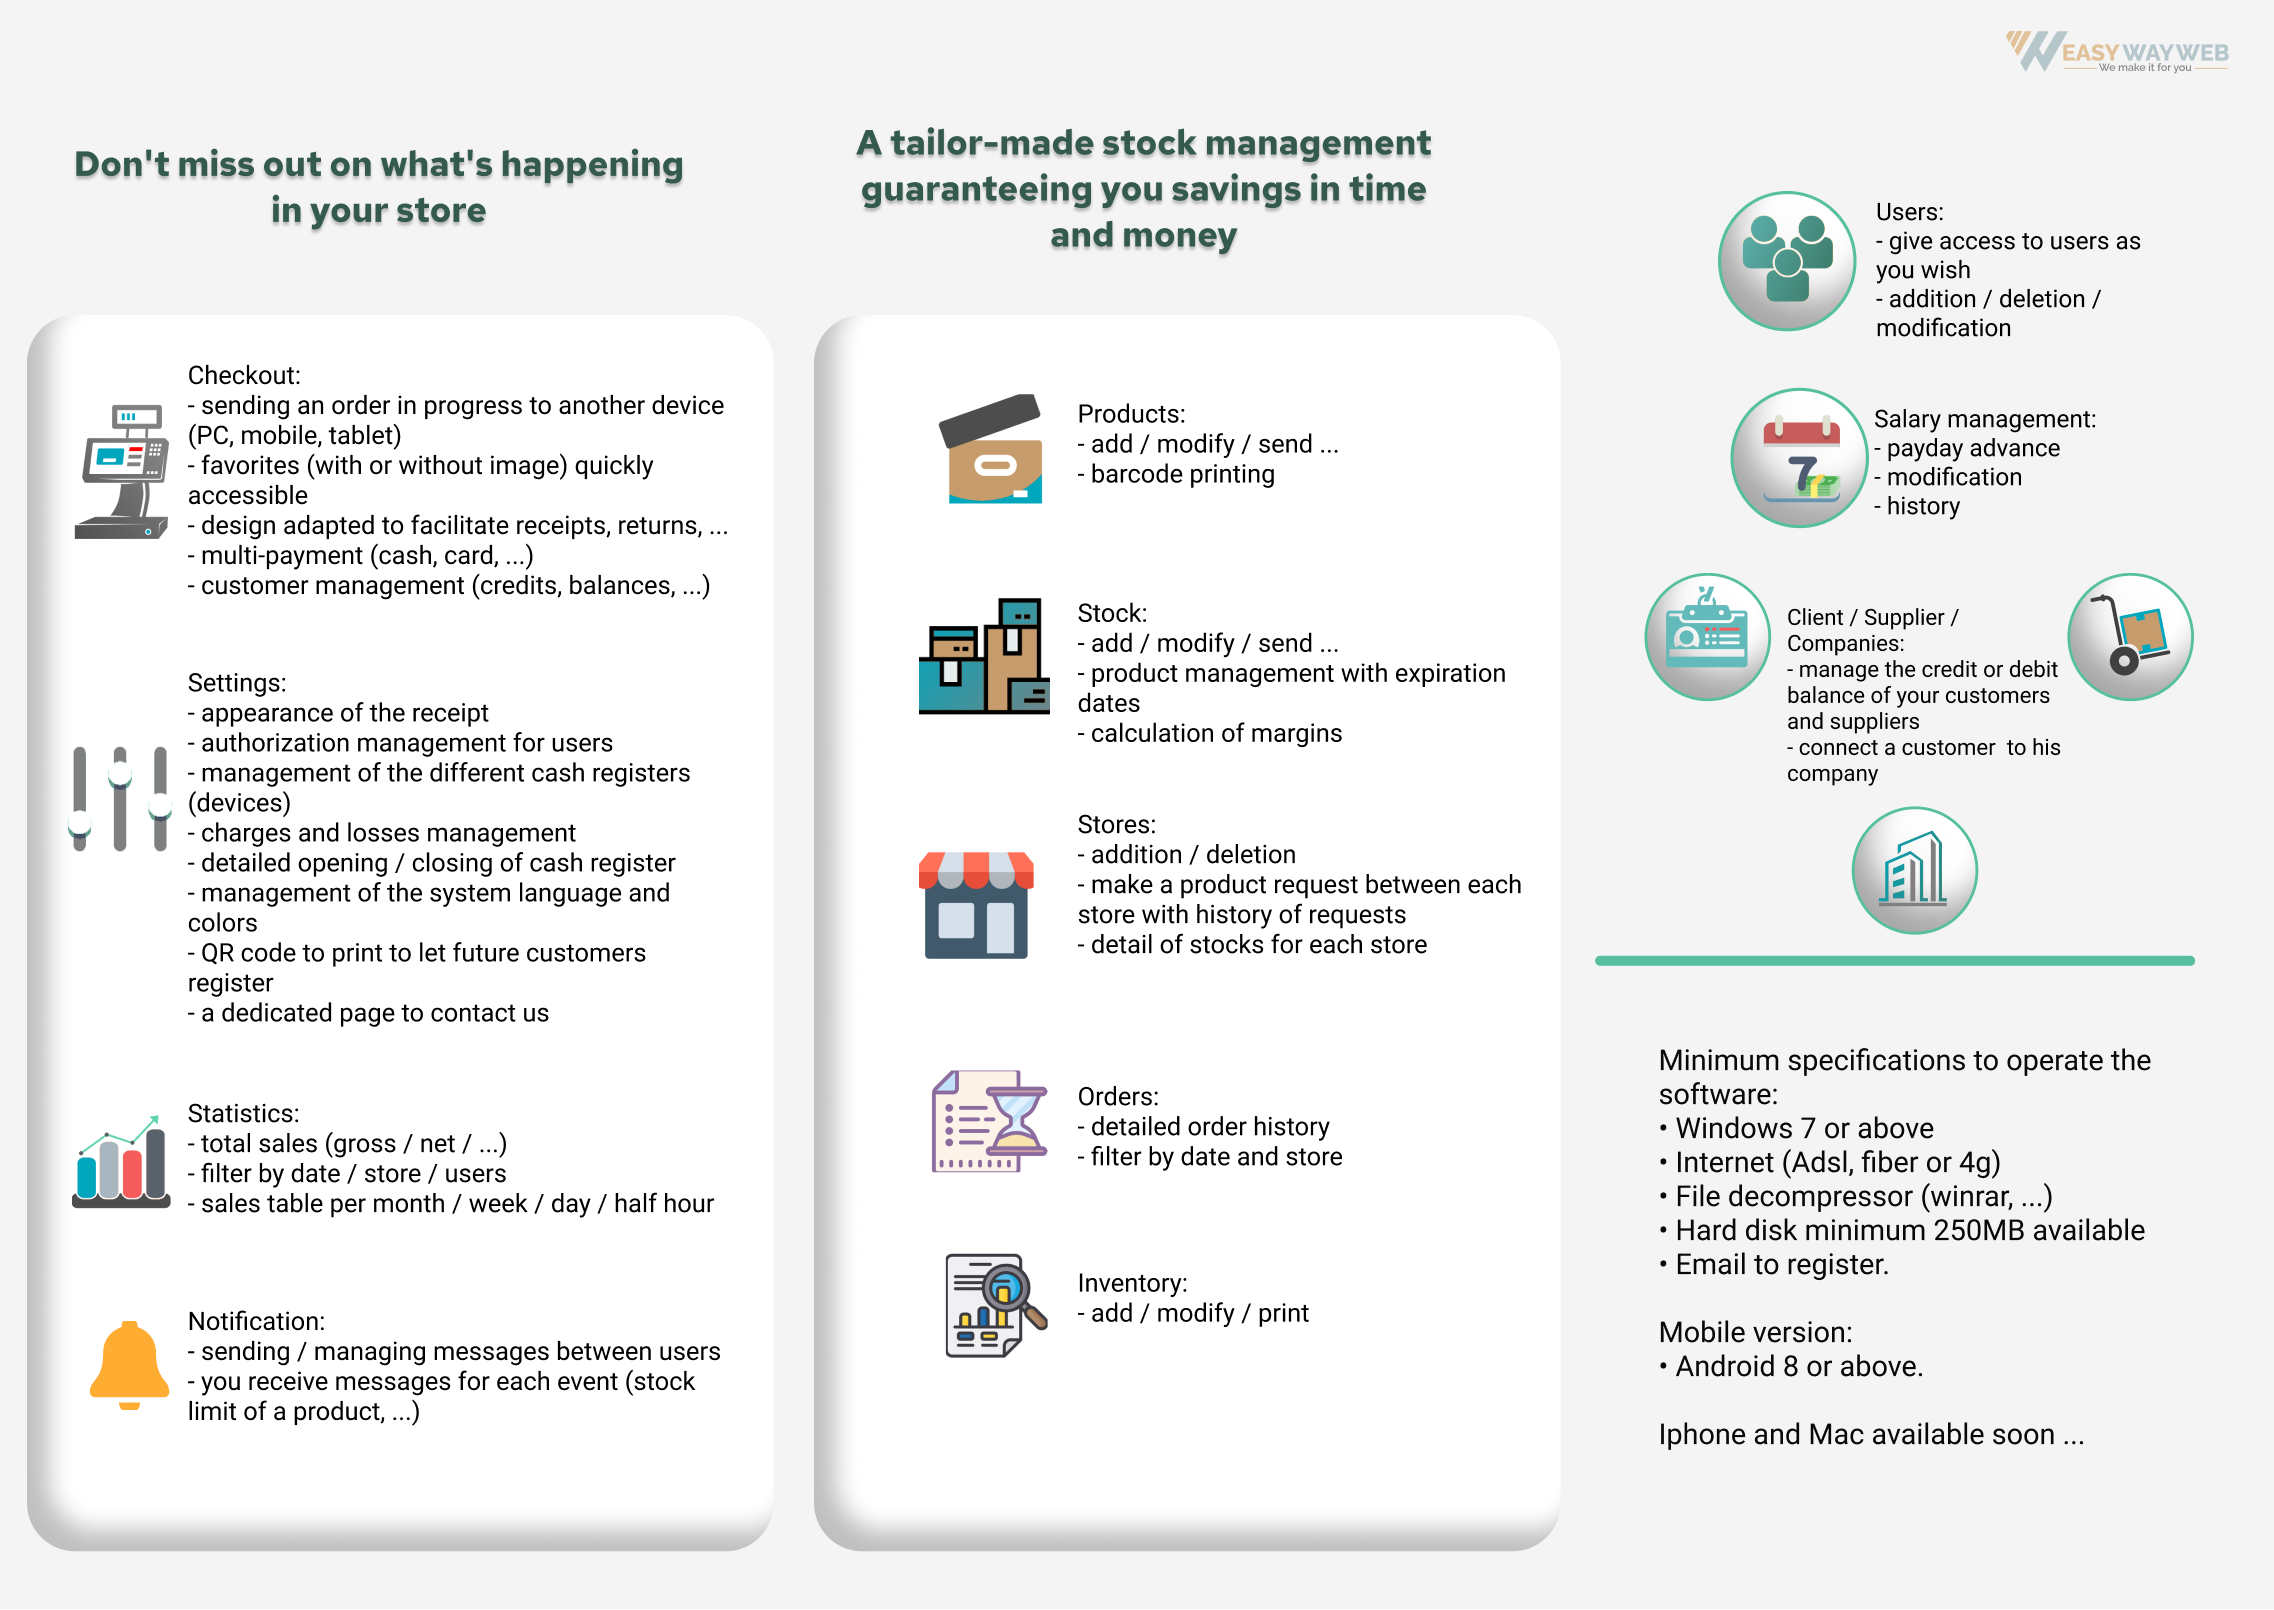 EASY WAY WEB
We make it for you
Don't miss out on what's happening
in your store
Checkout:
- sending an order in progress to another device
(PC, mobile, tablet)
- favorites (with or without image) quickly
accessible
- design adapted to facilitate receipts, returns, ...
- multi-payment (cash, card, ...)
- customer management (credits, balances, ...)
Settings:
- appearance of the receipt
- authorization management for users
- management of the different cash registers
(devices)
- charges and losses management
- detailed opening / closing of cash register
- management of the system language and
colors
- QR code to print to let future customers
register
- a dedicated page to contact us
Statistics:
- total sales (gross / net / ...)
- filter by date / store / users
- sales table per month / week / day / half hour
Notification:
- sending / managing messages between users
- you receive messages for each event (stock
limit of a product, ...)
A tailor-made stock management
guaranteeing you savings in time
and money
Products:
- add / modify / send ...
- barcode printing
Stock:
- add / modify / send ...
- product management with expiration
dates
- calculation of margins
Stores:
- addition / deletion
- make a product request between each
store with history of requests
- detail of stocks for each store
Orders:
- detailed order history
- filter by date and store
Inventory:
- add / modify / print
Users:
- give access to users as
you wish
- addition / deletion /
modification
7
Salary management:
- payday advance
- modification
- history
Client / Supplier /
Companies:
- manage the credit or debit
balance of your customers
and suppliers
- connect a customer  to his
company
Minimum specifications to operate the
software:
• Windows 7 or above
• Internet (Adsl, fiber or 4g)
• File decompressor (winrar, ...)
• Hard disk minimum 250MB available
• Email to register.
Mobile version:
• Android 8 or above.
Iphone and Mac available soon ...